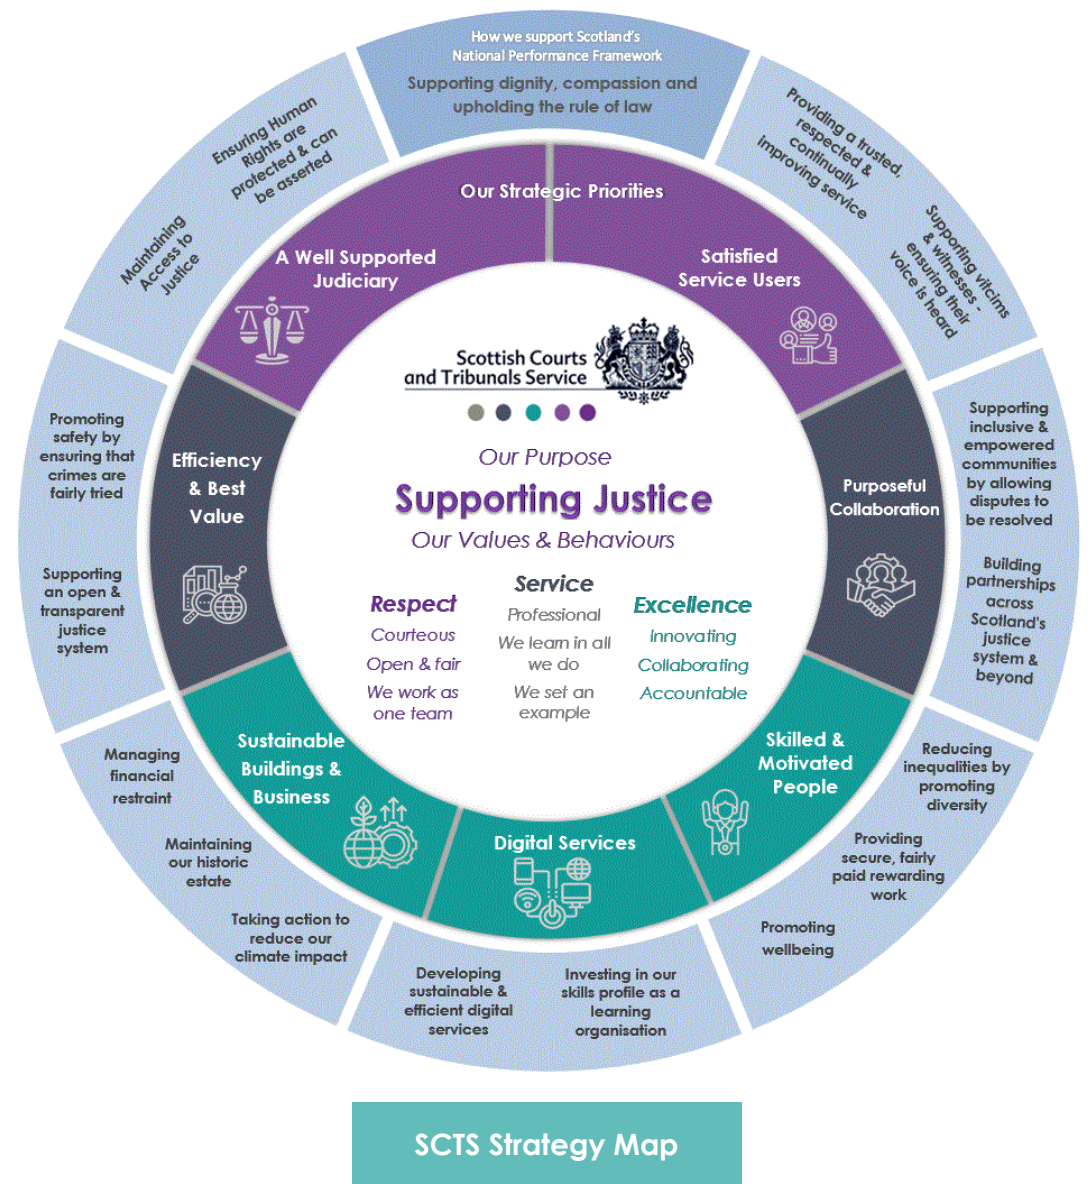 How we support Scotland's
National Performance Framework
Supporting dignity, compassion and
upholding the rule of law
Providing a trusted,
respected &
continually
improving service
Supporting vitcims
& witnesses -
ensuring their
voice is heard
Supporting
inclusive &
empowered
communities
by allowing
disputes to
be resolved
Building
partnerships
across
Scotland's
justice
system &
beyond
Reducing
inequalities by
promoting
diversity
Providing
secure, fairly
paid rewarding
work
Promoting
wellbeing
Investing in our
skills profile as a
learning
organisation
Developing
sustainable &
efficient digital
services
Taking action to
reduce our
climate impact
Maintaining
our historic
estate
Managing
financial
restraint
Supporting
an open &
transparent
justice
system
Promoting
safety by
ensuring that
crimes are
fairly tried
Maintaining
Access to
Justice
Ensuring Human
Rights are
protected & can
be asserted
Our Strategic Priorities
A Well Supported
Judiciary
Satisfied
Service Users
Purposeful
Collaboration
Skilled &
Motivated
People
Digital Services
Sustainable
Buildings &
Business
Efficiency
& Best
Value
Scottish Courts
and Tribunals Service
Our Purpose
Supporting Justice
Our Values & Behaviours
Respect
Courteous
Open & fair
We work as
one team
Service
Professional
We learn in all
we do
We set an
example
Excellence
Innovating
Collaborating
Accountable
SCTS Strategy Map